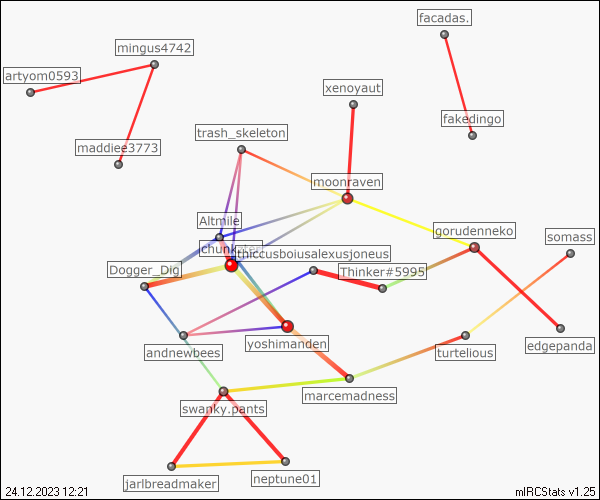 facadas.
mingus4742
artyom0593
xenoyaut
fakedingo
trash_skeleton
maddiee3773
moonraven
Altmile
gorudenneko
somass
thiccusboiusalexusjoneus
Dogger_Dig
Thinker#5995
edgepanda
yoshimanden
andnewbees
turtelious
marcemadness
swanky.pants
jarlbreadmaker
neptune01
24.12.2023 12:21
mIRCStats v1.25